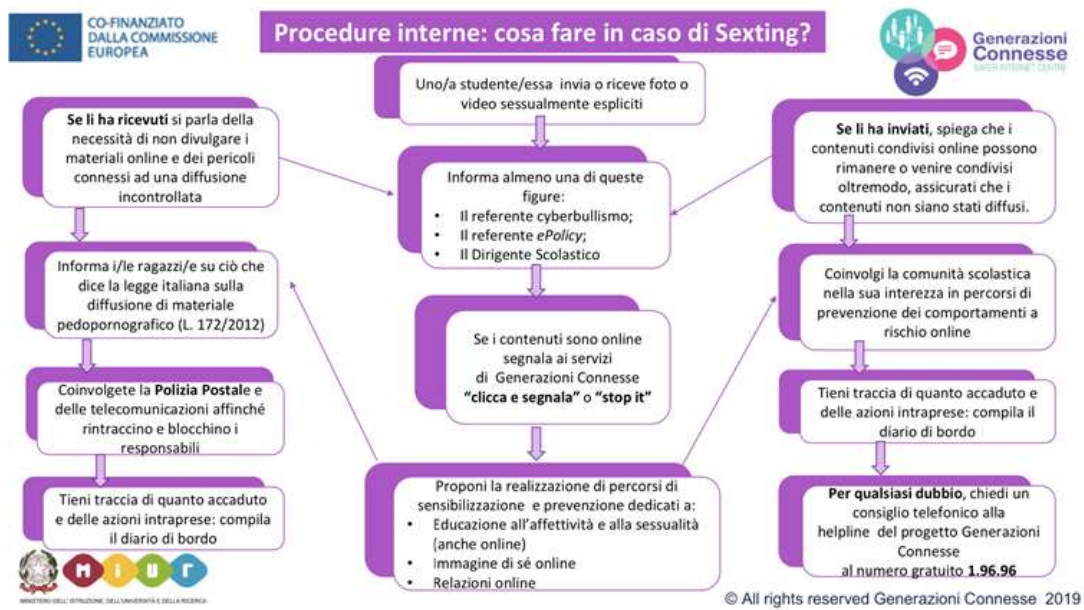 CO-FINANZIATO
DALLA COMMISSIONE
EUROPEA
Procedure interne: cosa fare in caso di Sexting?
Generazioni
Connesse
SAFER INTERNET CENTRE
Uno/a studente/essa invia o riceve foto o
video sessualmente espliciti
Se li ha ricevuti si parla della
necessità di non divulgare i
materiali online e dei pericoli
connessi ad una diffusione
incontrollata
Informa i/le ragazzi/e su ciò che
dice la legge italiana sulla
diffusione di materiale
pedopornografico (L. 172/2012)
Coinvolgete la Polizia Postale e
delle telecomunicazioni affinché
rintraccino e blocchino i
responsabili
Tieni traccia di quanto accaduto
e delle azioni intraprese: compila
il diario di bordo
Informa almeno una di queste
figure:
• Il referente cyberbullismo;
• Il referente ePolicy;
• Il Dirigente Scolastico
Se i contenuti sono online
segnala ai servizi
di Generazioni Connesse
“clicca e segnala” o “stop it”
Proponi la realizzazione di percorsi di
sensibilizzazione e prevenzione dedicati a:
• Educazione all’affettività e alla sessualità
(anche online)
• Immagine di sé online
• Relazioni online
Se li ha inviati, spiega che i
contenuti condivisi online possono
rimanere o venire condivisi
oltremodo, assicurati che i
contenuti non siano stati diffusi.
Coinvolgi la comunità scolastica
nella sua interezza in percorsi di
prevenzione dei comportamenti a
rischio online
Tieni traccia di quanto accaduto e
delle azioni intraprese: compila il
diario di bordo
Per qualsiasi dubbio, chiedi un
consiglio telefonico alla
helpline del progetto Generazioni
Connesse
al numero gratuito 1.96.96
MIUR
MINISTERO DELL'ISTRUZIONE, DELL'UNIVERSITÀ E DELLA RICERCA
© All rights reserved Generazioni Connesse 2019